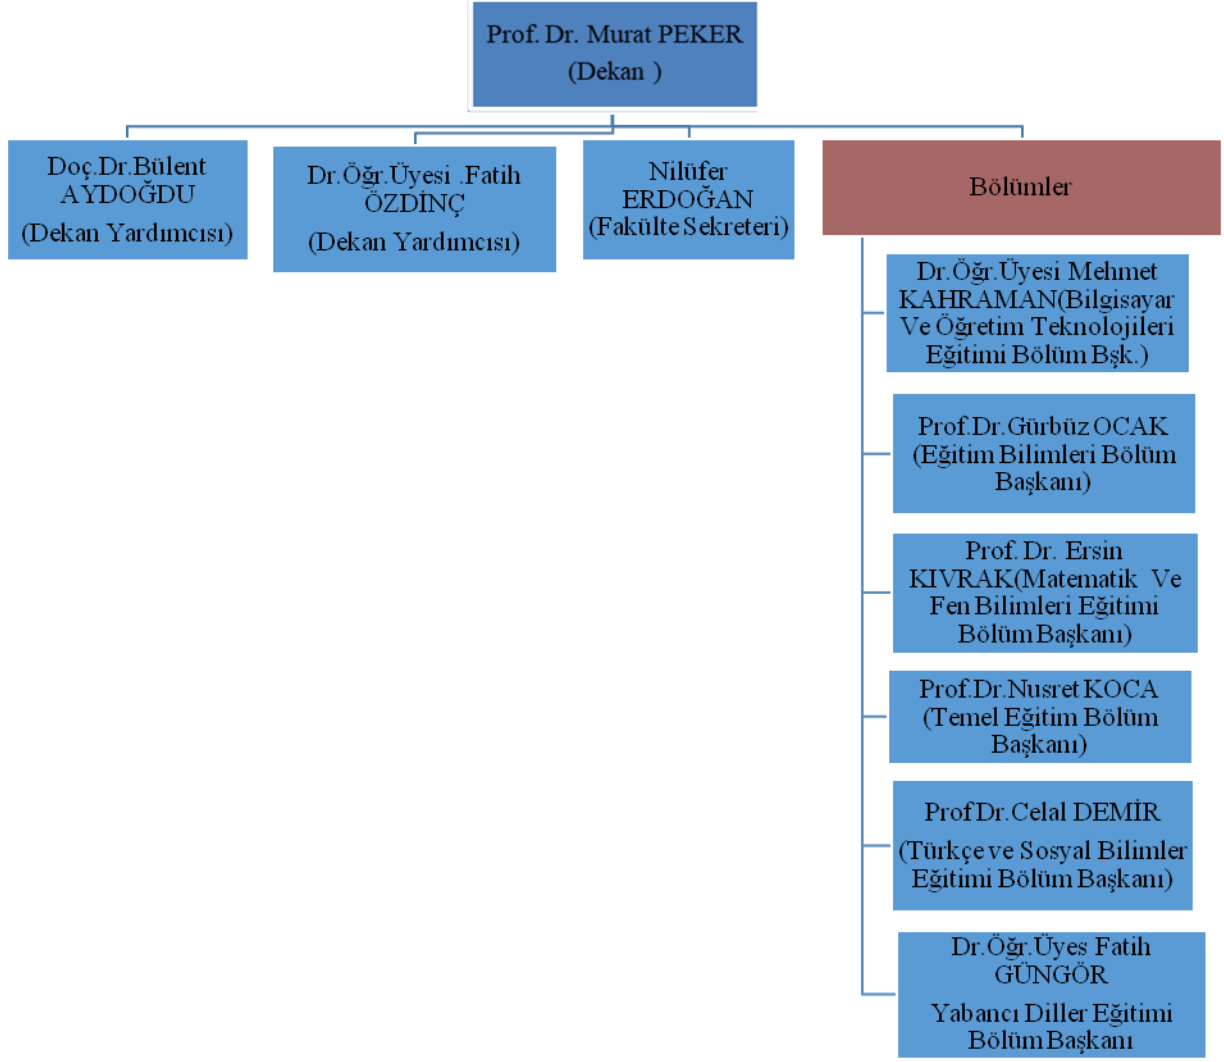 Prof. Dr. Murat PEKER
(Dekan )
Doç.Dr.Bülent
AYDOĞDU
(Dekan Yardımcısı)
Dr.Öğr.Üyesi .Fatih
ÖZDİNÇ
(Dekan Yardımcısı)
Nilüfer
ERDOĞAN
(Fakülte Sekreteri)
Bölümler
Dr.Öğr.Üyesi Mehmet
KAHRAMAN(Bilgisayar
Ve Öğretim Teknolojileri
Eğitimi Bölüm Bşk.)
Prof.Dr.Gürbüz OCAK
(Eğitim Bilimleri Bölüm
Başkanı)
Prof. Dr. Ersin
KIVRAK(Matematik Ve
Fen Bilimleri Eğitimi
Bölüm Başkanı)
Prof.Dr.Nusret KOCA
(Temel Eğitim Bölüm
Başkanı)
Prof Dr.Celal DEMİR
(Türkçe ve Sosyal Bilimler
Eğitimi Bölüm Başkanı)
Dr.Öğr.Üyes Fatih
GÜNGÖR
Yabancı Diller Eğitimi
Bölüm Başkanı